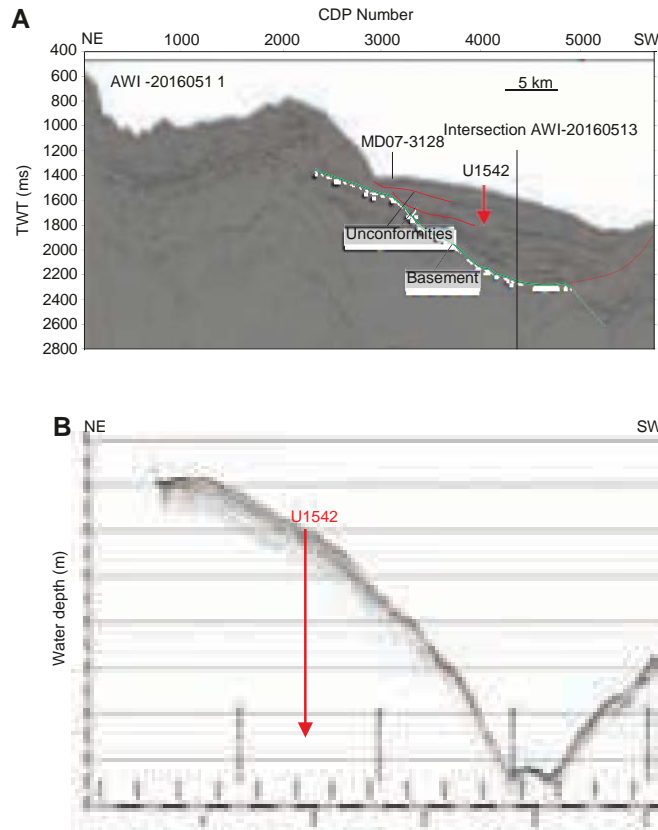 A
CDP Number
NE 1000 2000 3000 4000 5000 SW
400
600
800
1000
1200
1400
1600
1800
2000
2200
2400
2600
2800
TWT (ms)
AWI -2016051 1
5 km
MD07-3128
Intersection AWI-20160513
U1542
Unconformities
Basement
B
NE SW
U1542
Water depth (m)